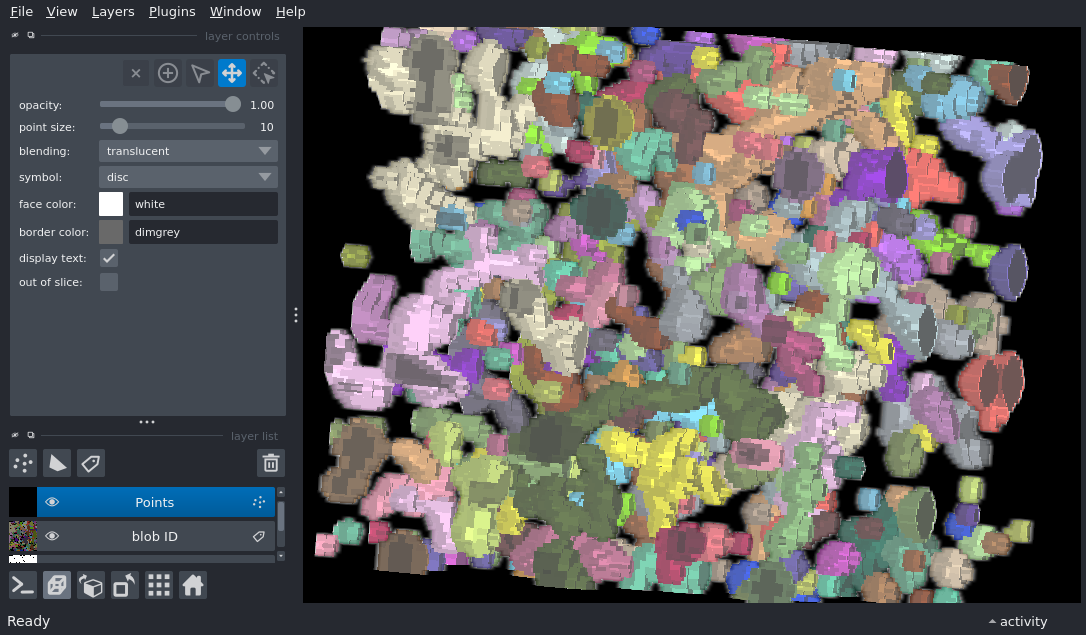 File View Layers Plugins Window Help
layer controls
opacity: 1.00
point size: 10
blending: translucent
symbol: disc
face color: white
border color: dimgrey
display text:
out of slice:
layer list
Points
blob ID
Ready
activity